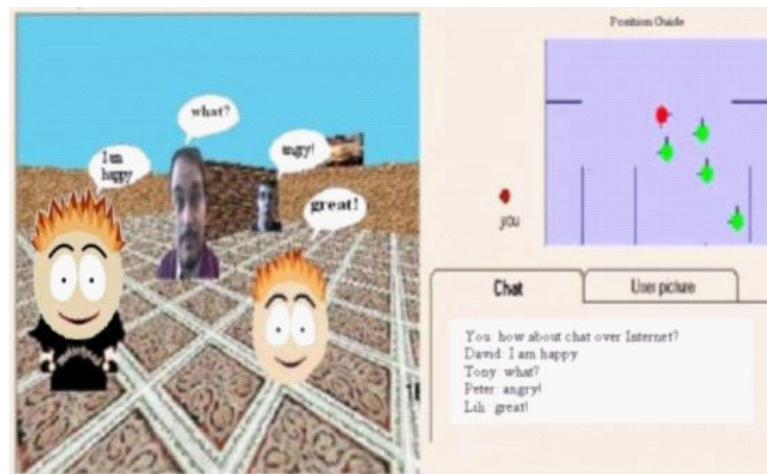 what?
I am
happy
angry!
great!
Position Guide
you
Chat
User picture
You: how about chat over Internet?
David: I am happy
Tony: what?
Peter: angry!
great!